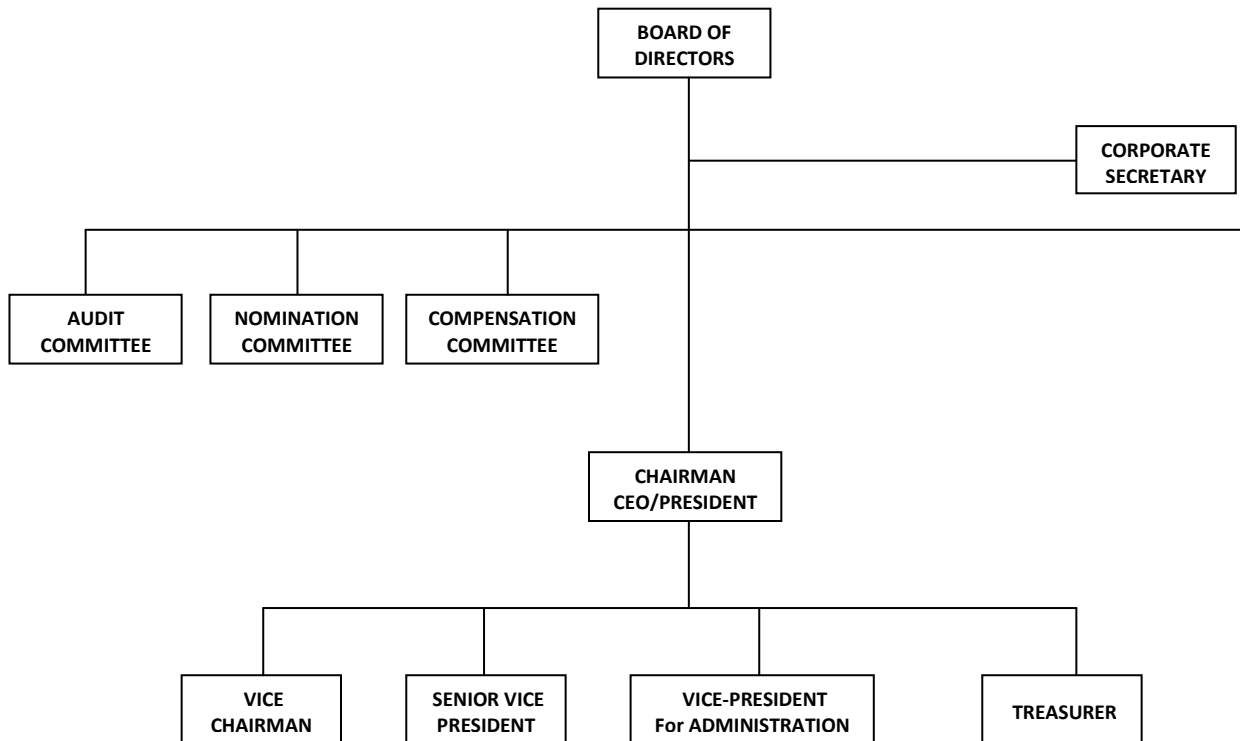 BOARD OF
DIRECTORS
CORPORATE
SECRETARY
AUDIT
COMMITTEE
NOMINATION
COMMITTEE
COMPENSATION
COMMITTEE
CHAIRMAN
CEO/PRESIDENT
VICE
CHAIRMAN
SENIOR VICE
PRESIDENT
VICE-PRESIDENT
For ADMINISTRATION
TREASURER